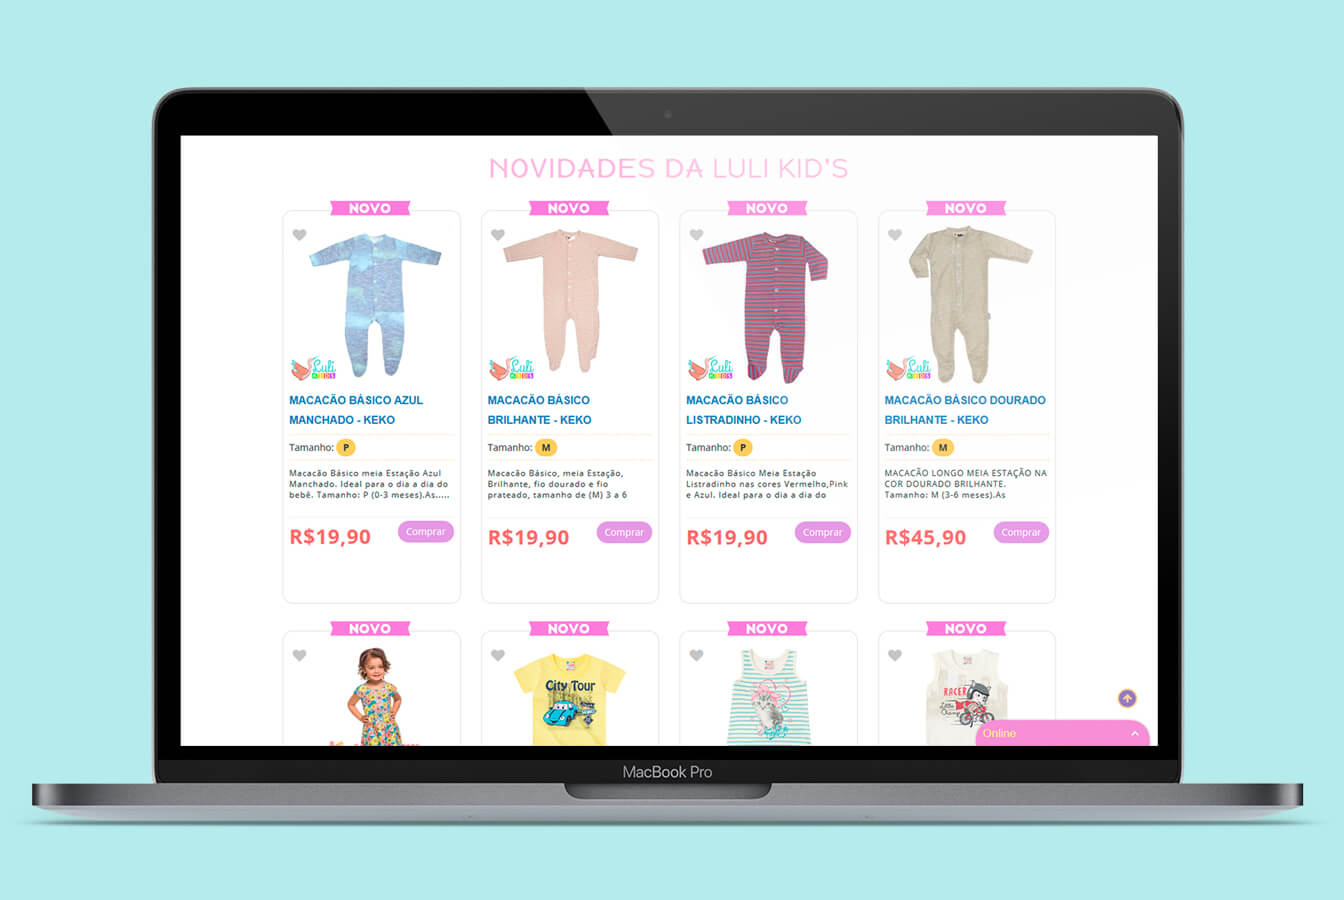 NOVIDADES DA LULI KID'S
NOVO
NOVO
NOVO
NOVO
Luli
KIDS
Luli
KIDS
Luli
KIDS
Luli
KIDS
MACACÃO BÁSICO AZUL
MANCHADO - KEKO
Tamanho: P
Macacão Básico meia Estação Azul
Manchado. Ideal para o dia a dia do
bebê. Tamanho: P (0-3 meses).As.....
R$19,90
Comprar
MACACÃO BÁSICO
BRILHANTE - KEKO
Tamanho: M
Macacão Básico, meia Estação,
Brilhante, fio dourado e fio
prateado, tamanho de (M) 3 a 6
R$19,90
Comprar
MACACÃO BÁSICO
LISTRADINHO - KEKO
Tamanho: P
Macacão Básico Meia Estação
Listradinho nas cores Vermelho,Pink
e Azul. Ideal para o dia a dia do
R$19,90
Comprar
MACACÃO BÁSICO DOURADO
BRILHANTE - KEKO
Tamanho: M
MACACÃO LONGO MEIA ESTAÇÃO NA
COR DOURADO BRILHANTE.
Tamanho: M (3-6 meses).As
R$45,90
Comprar
NOVO
NOVO
NOVO
NOVO
City Tour
RACER
Little
Champ
Online
MacBook Pro